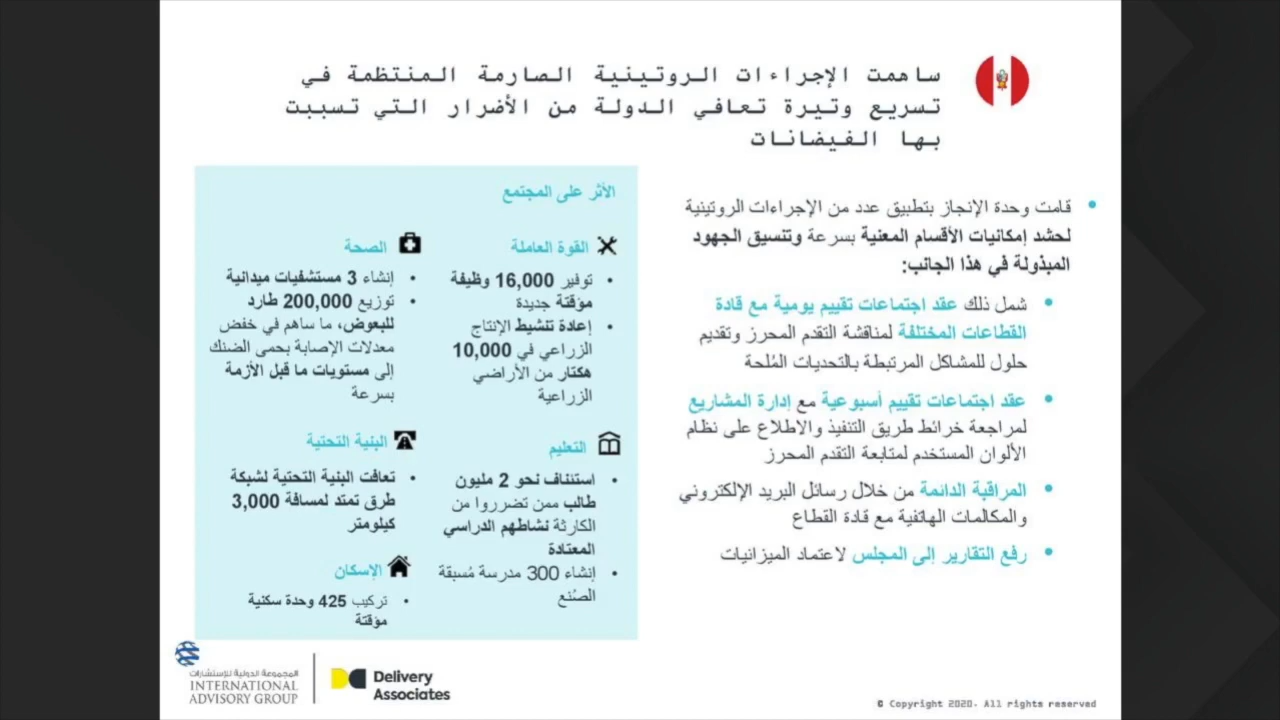 ساهمت الإجراءات الروتينية الصارمة المنتظمة في
تسريع وتيرة تعافي الدولة من الأضرار التي تسببت
بها الفيضانات
قامت وحدة الإنجاز بتطبيق عدد من الإجراءات الروتينية
لحشد إمكانيات الأقسام المعنية بسرعة وتنسيق الجهود
المبذولة في هذا الجانب:
شمل ذلك عقد اجتماعات تقييم يومية مع قادة
القطاعات المختلفة لمناقشة التقدم المحرز وتقديم
حلول للمشاكل المرتبطة بالتحديات المُلحة
عقد اجتماعات تقييم أسبوعية مع إدارة المشاريع
لمراجعة خرائط طريق التنفيذ والاطلاع على نظام
الألوان المستخدم لمتابعة التقدم المحرز
المراقبة الدائمة من خلال رسائل البريد الإلكتروني
والمكالمات الهاتفية مع قادة القطاع
رفع التقارير إلى المجلس لاعتماد الميزانيات
الأثر على المجتمع
القوة العاملة
توفير 16,000 وظيفة
مؤقتة جديدة
إعادة تنشيط الإنتاج
الزراعي في 10,000
هكتار من الأراضي
الزراعية
الصحة
إنشاء 3 مستشفيات ميدانية
توزيع 200,000 طارد
للبعوض، ما ساهم في خفض
معدلات الإصابة بحمى الضنك
إلى مستويات ما قبل الأزمة
بسرعة
التعليم
استئناف نحو 2 مليون
طالب ممن تضرروا من
الكارثة نشاطهم الدراسي
المعتادة
إنشاء 300 مدرسة مُسبقة
الصُنع
البنية التحتية
تعافت البنية التحتية لشبكة
طرق تمتد لمسافة 3,000
كيلومتر
الإسكان
تركيب 425 وحدة سكنية
مؤقتة
المجموعة الدولية للإستشارات
INTERNATIONAL
ADVISORY GROUP
Delivery
Associates
© Copyright 2020. All rights reserved